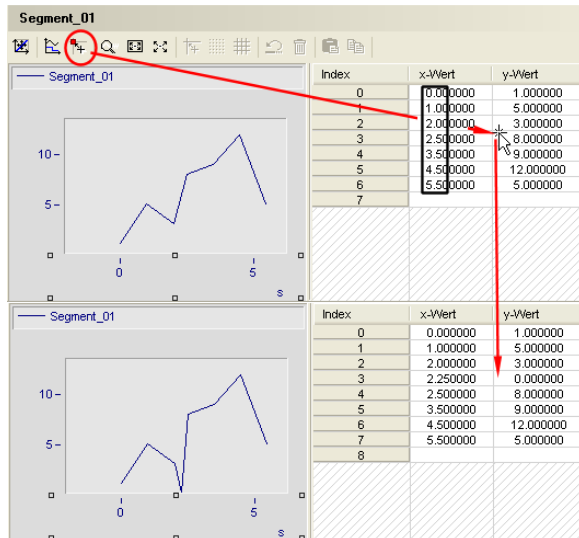 Segment_01
Segment_01
10
5
0 5
s
Index x-Wert y-Wert
0 0.000000 1.000000
1 1.000000 5.000000
2 2.000000 3.000000
3 2.500000 8.000000
4 3.500000 9.000000
5 4.500000 12.000000
6 5.500000 5.000000
7
Segment_01
10
5
0 5
s
Index x-Wert y-Wert
0 0.000000 1.000000
1 1.000000 5.000000
2 2.000000 3.000000
3 2.250000 0.000000
4 2.500000 8.000000
5 3.500000 9.000000
6 4.500000 12.000000
7 5.500000 5.000000
8